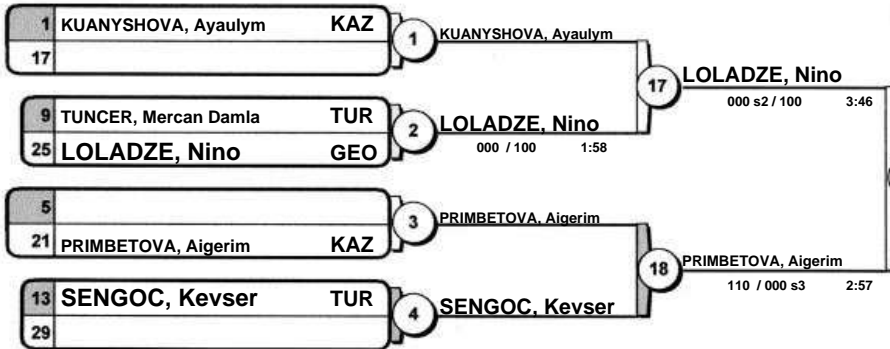 1 KUANYSHOVA, Ayaulym KAZ
17
1 KUANYSHOVA, Ayaulym
9 TUNCER, Mercan Damla TUR
25 LOLADZE, Nino GEO
2 LOLADZE, Nino
000 / 100 1:58
17 LOLADZE, Nino
000 s2 / 100 3:46
5
21 PRIMBETOVA, Aigerim KAZ
3 PRIMBETOVA, Aigerim
13 SENGOC, Kevser TUR
29
4 SENGOC, Kevser
18 PRIMBETOVA, Aigerim
110 / 000 s3 2:57